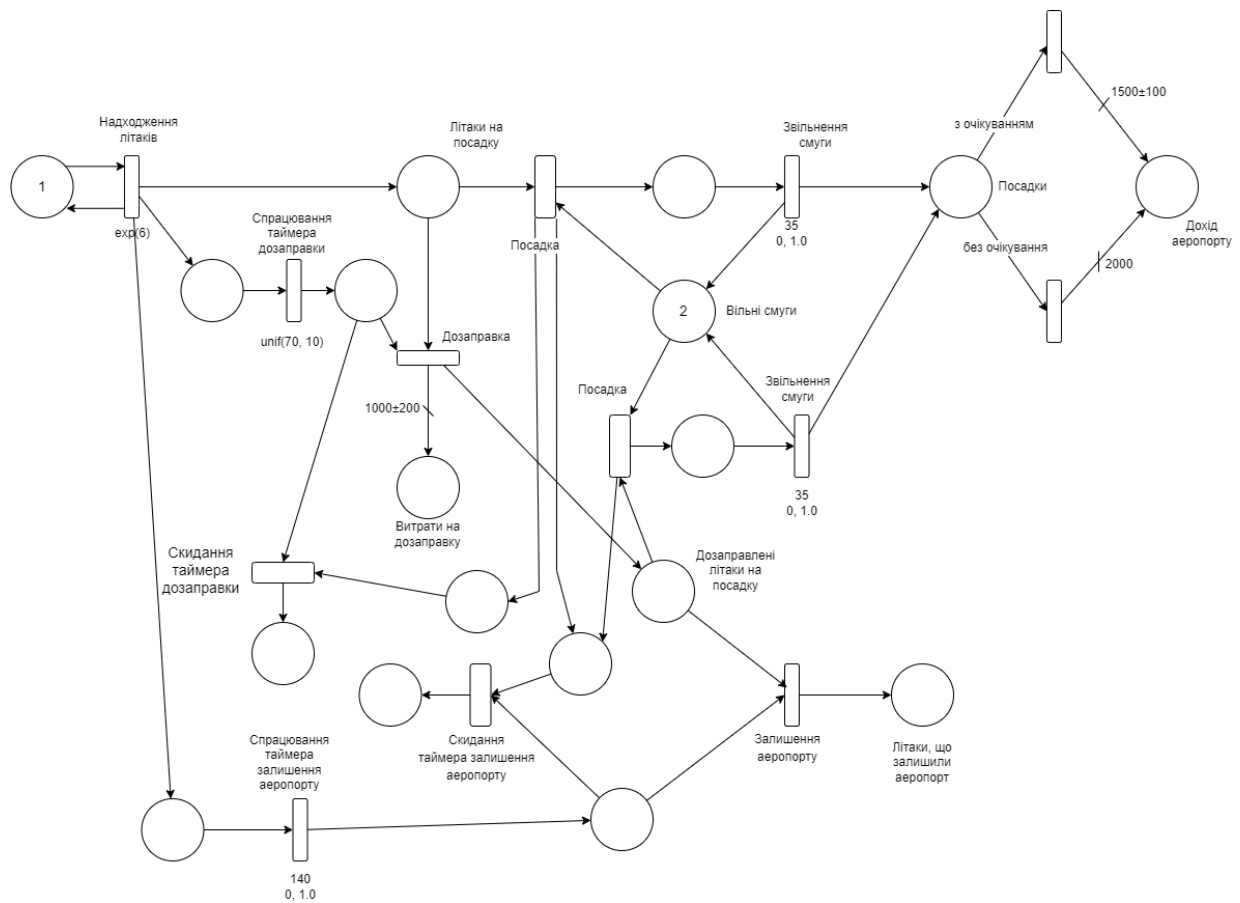 Надходження
літаків
1
exp(6)
Літаки на
посадку
Звільнення
смуги
35
0, 1.0
з очікуванням
1500±100
Посадки
Дохід
аеропорту
без очікування
2000
Спрацювання
таймера
дозаправки
unif(70, 10)
Посадка
2
Вільні смуги
Дозаправка
1000±200
Витрати на
дозаправку
Посадка
Звільнення
смуги
35
0, 1.0
Скидання
таймера
дозаправки
Дозаправлені
літаки на
посадку
Спрацювання
таймера
залишення
аеропорту
140
0, 1.0
Скидання
таймера залишення
аеропорту
Залишення
аеропорту
Літаки, що
залишили
аеропорт